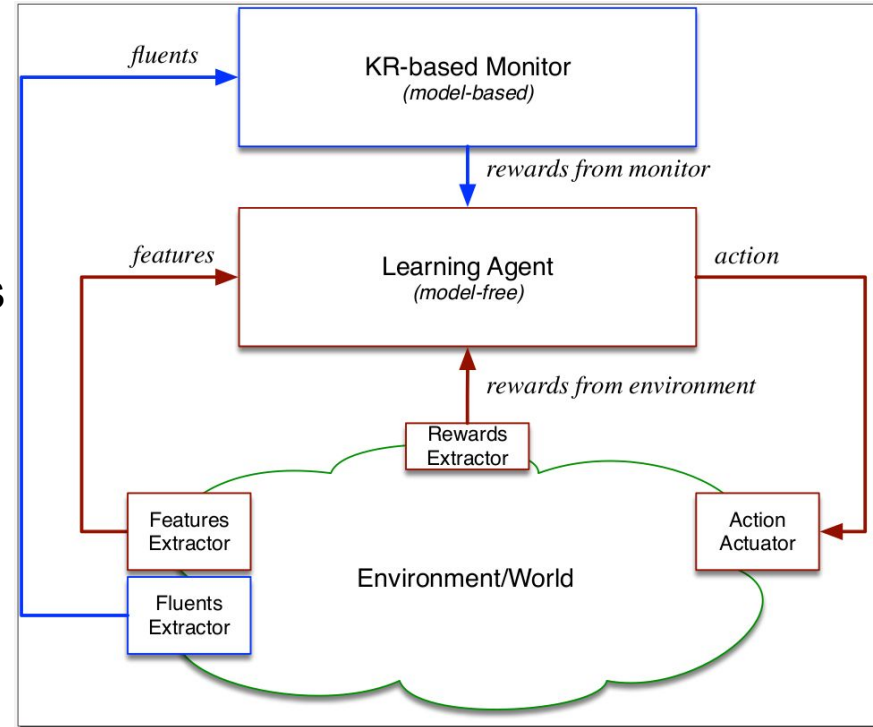 fluents
KR-based Monitor
(model-based)
rewards from monitor
features
s
Learning Agent
(model-free)
action
rewards from environment
Rewards
Extractor
Features
Extractor
Action
Actuator
Environment/World
Fluents
Extractor